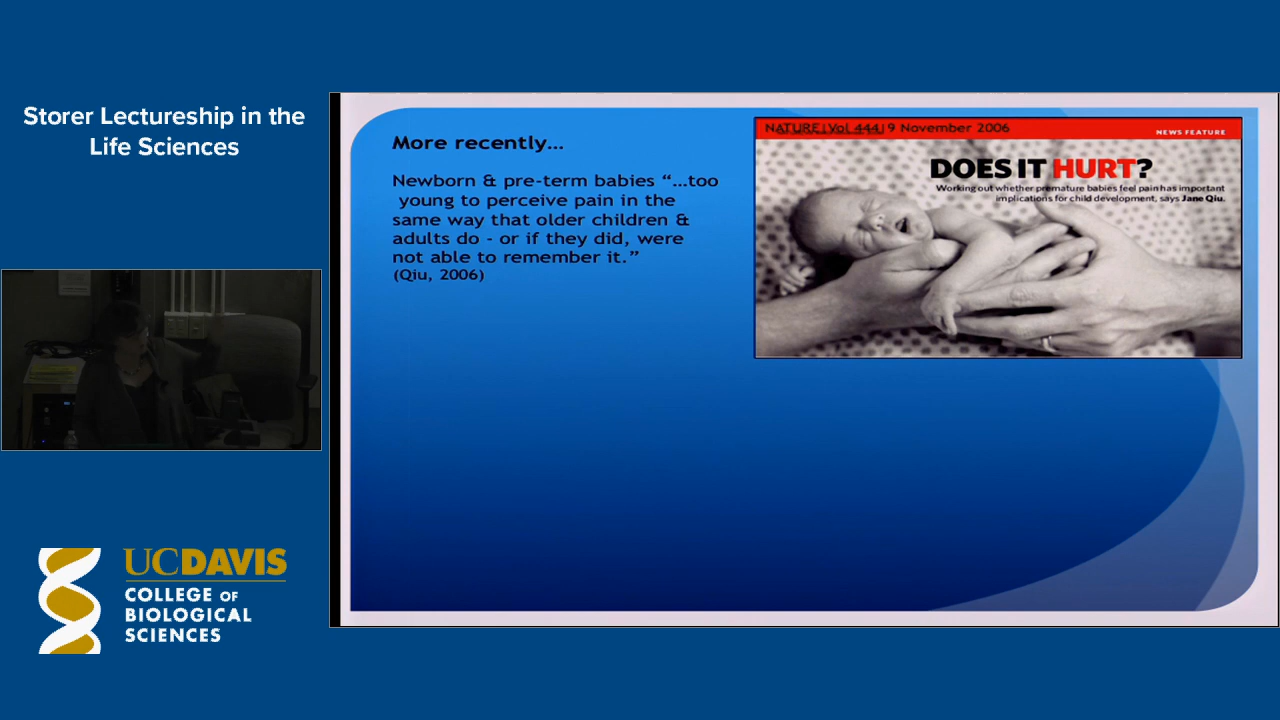 Storer Lectureship in the
Life Sciences
More recently...
Newborn & pre-term babies “...too
young to perceive pain in the
same way that older children &
adults do - or if they did, were
not able to remember it.”
(Qiu, 2006)
NATURE|Vol 444| 9 November 2006
NEWS FEATURE
DOES IT HURT?
Working out whether premature babies feel pain has important
implications for child development, says Jane Qiu.
UCDAVIS
COLLEGE OF
BIOLOGICAL
SCIENCES